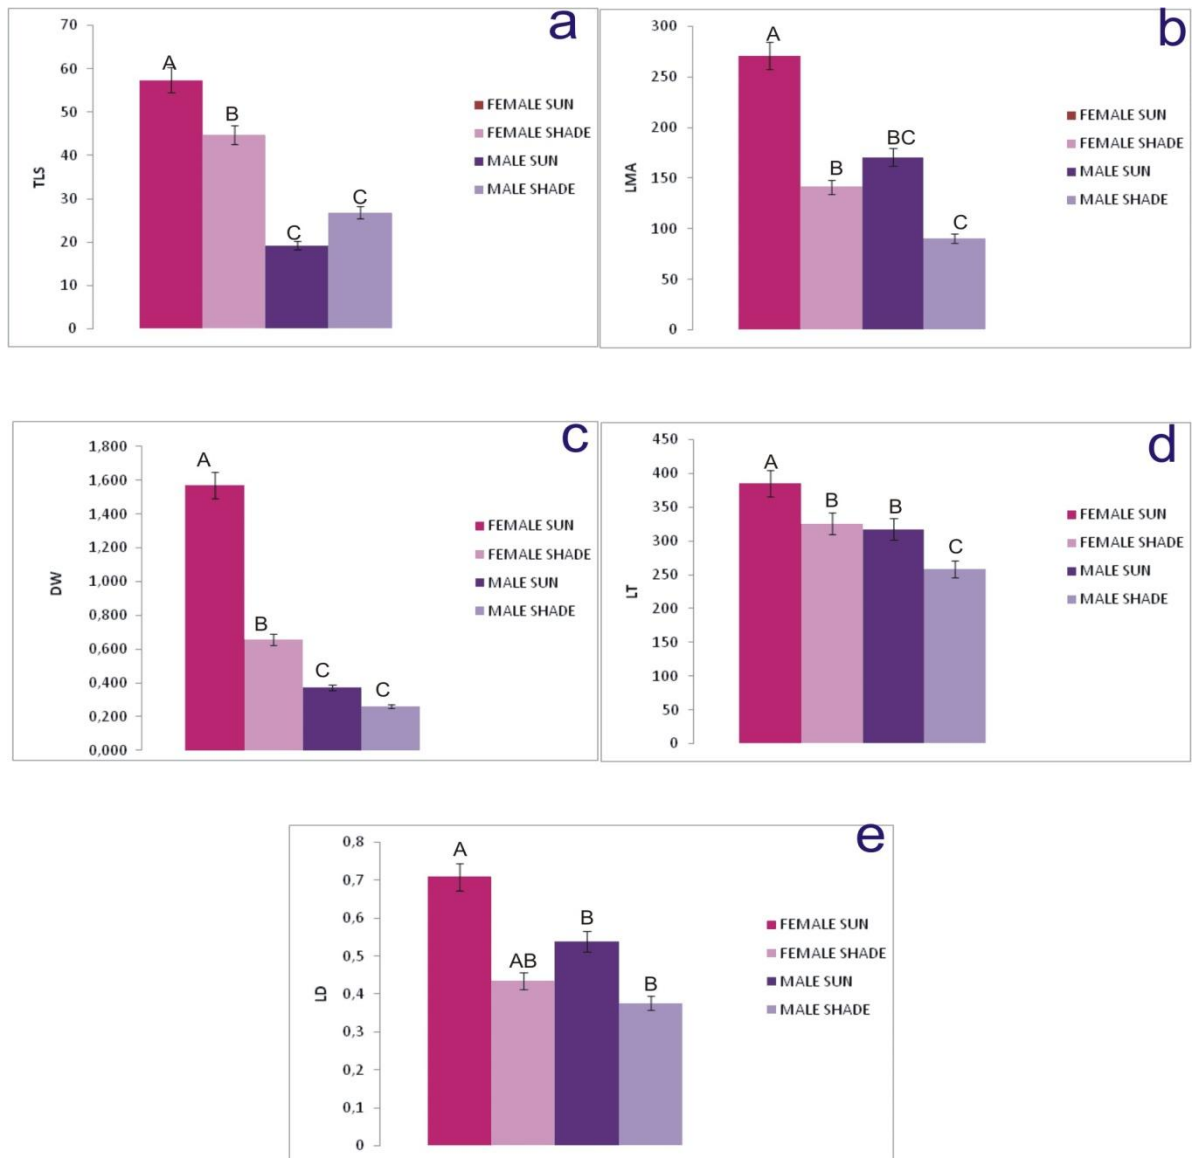 a
70
60
50
40
30
20
10
0
TLS
A
B
C
C
FEMALE SUN
FEMALE SHADE
MALE SUN
MALE SHADE
b
300
250
200
150
100
50
0
LMA
A
B
BC
C
FEMALE SUN
FEMALE SHADE
MALE SUN
MALE SHADE
c
1,800
1,600
1,400
1,200
1,000
0,800
0,600
0,400
0,200
0,000
DW
A
B
C
C
FEMALE SUN
FEMALE SHADE
MALE SUN
MALE SHADE
d
450
400
350
300
250
200
150
100
50
0
LT
A
B
B
C
FEMALE SUN
FEMALE SHADE
MALE SUN
MALE SHADE
e
0,8
0,7
0,6
0,5
0,4
0,3
0,2
0,1
0
LD
A
AB
B
B
FEMALE SUN
FEMALE SHADE
MALE SUN
MALE SHADE